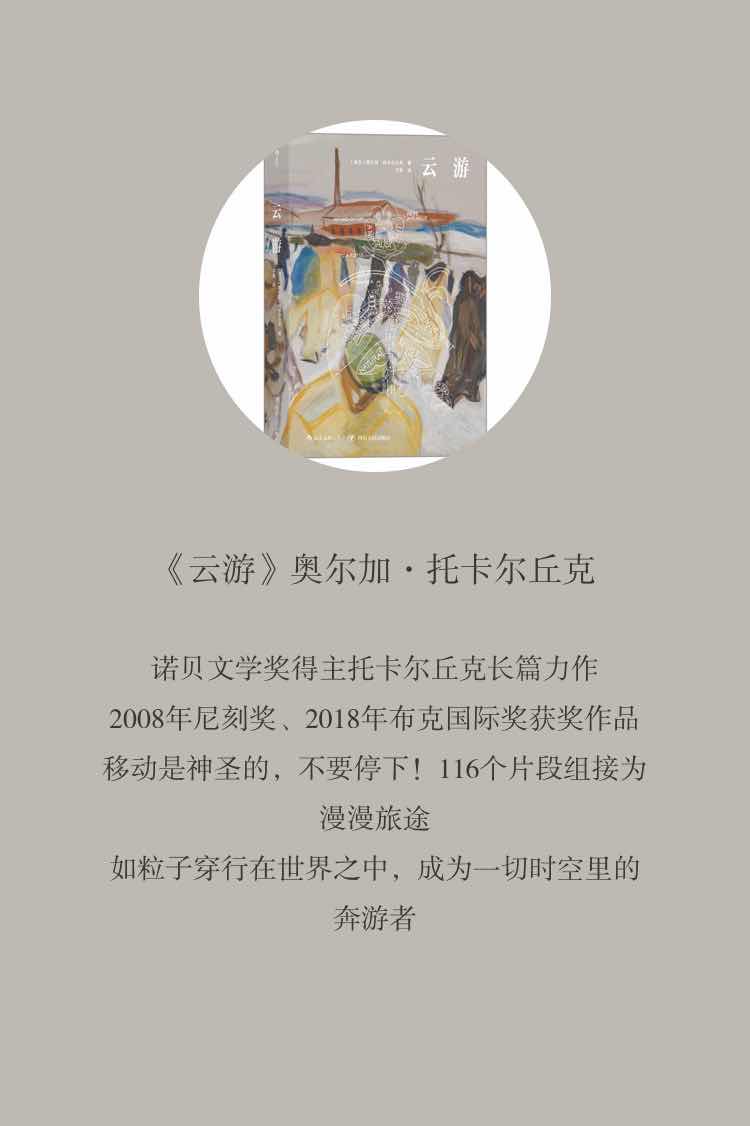 云游
云游
NATURAL
《云游》奥尔加·托卡尔丘克
诺贝文学奖得主托卡尔丘克长篇力作
2008年尼刻奖、2018年布克国际奖获奖作品
移动是神圣的，不要停下！116个片段组接为
漫漫旅途
如粒子穿行在世界之中，成为一切时空里的
奔游者